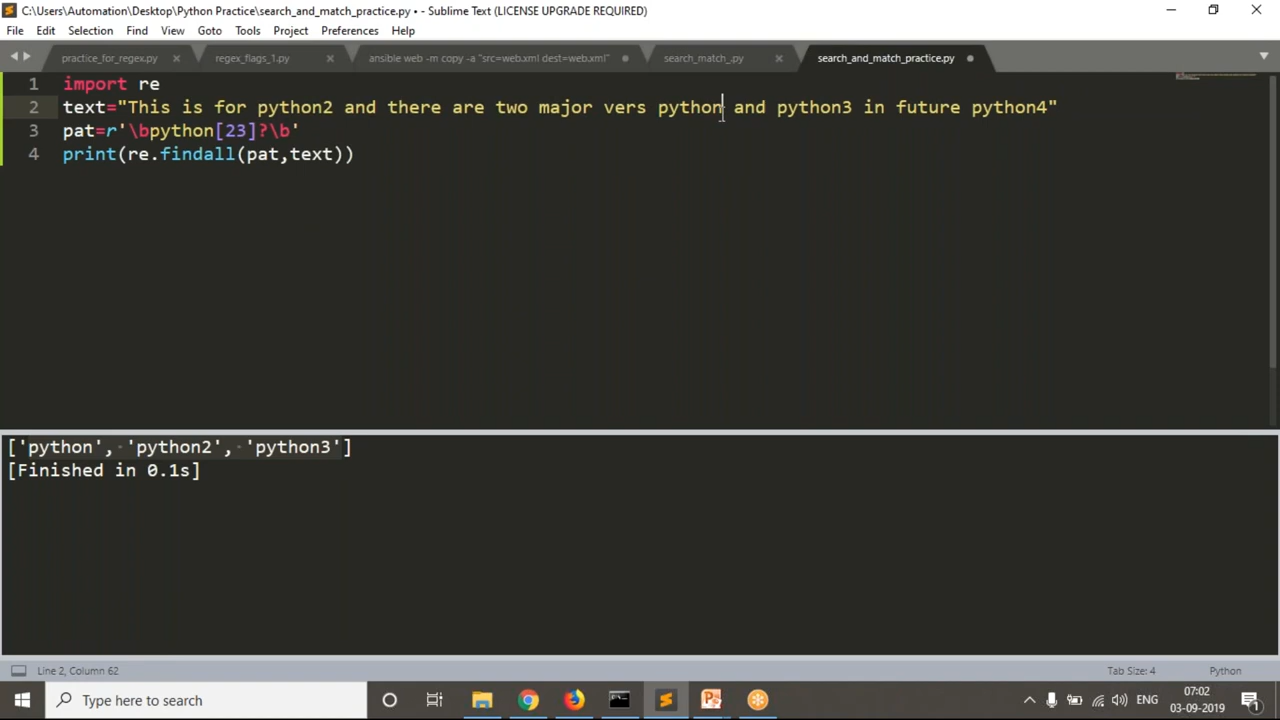 C:\Users\Automation\Desktop\Python Practice\search_and_match_practice.py • - Sublime Text (LICENSE UPGRADE REQUIRED)
File Edit Selection Find View Goto Tools Project Preferences Help
practice_for_regex.py regex_flags_1.py ansible web -m copy -a "src=web.xml dest=web.xml" search_match_.py search_and_match_practice.py
1 import re
2 text="This is for python2 and there are two major vers python and python3 in future python4"
3 pat=r'\bpython[23]?\b'
4 print(re.findall(pat,text))
['python', 'python2', 'python3']
[Finished in 0.1s]
Line 2, Column 62 Tab Size: 4 Python
Type here to search ENG 07:02
03-09-2019 1